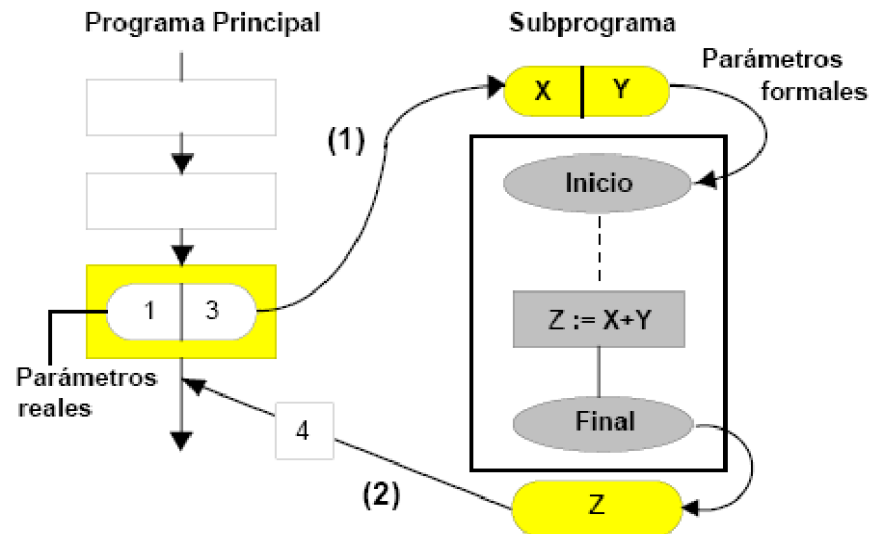 Programa Principal
Subprograma
Parámetros
formales
X Y
(1)
Inicio
1 3
Z := X+Y
Parámetros
reales
Final
4
(2)
Z